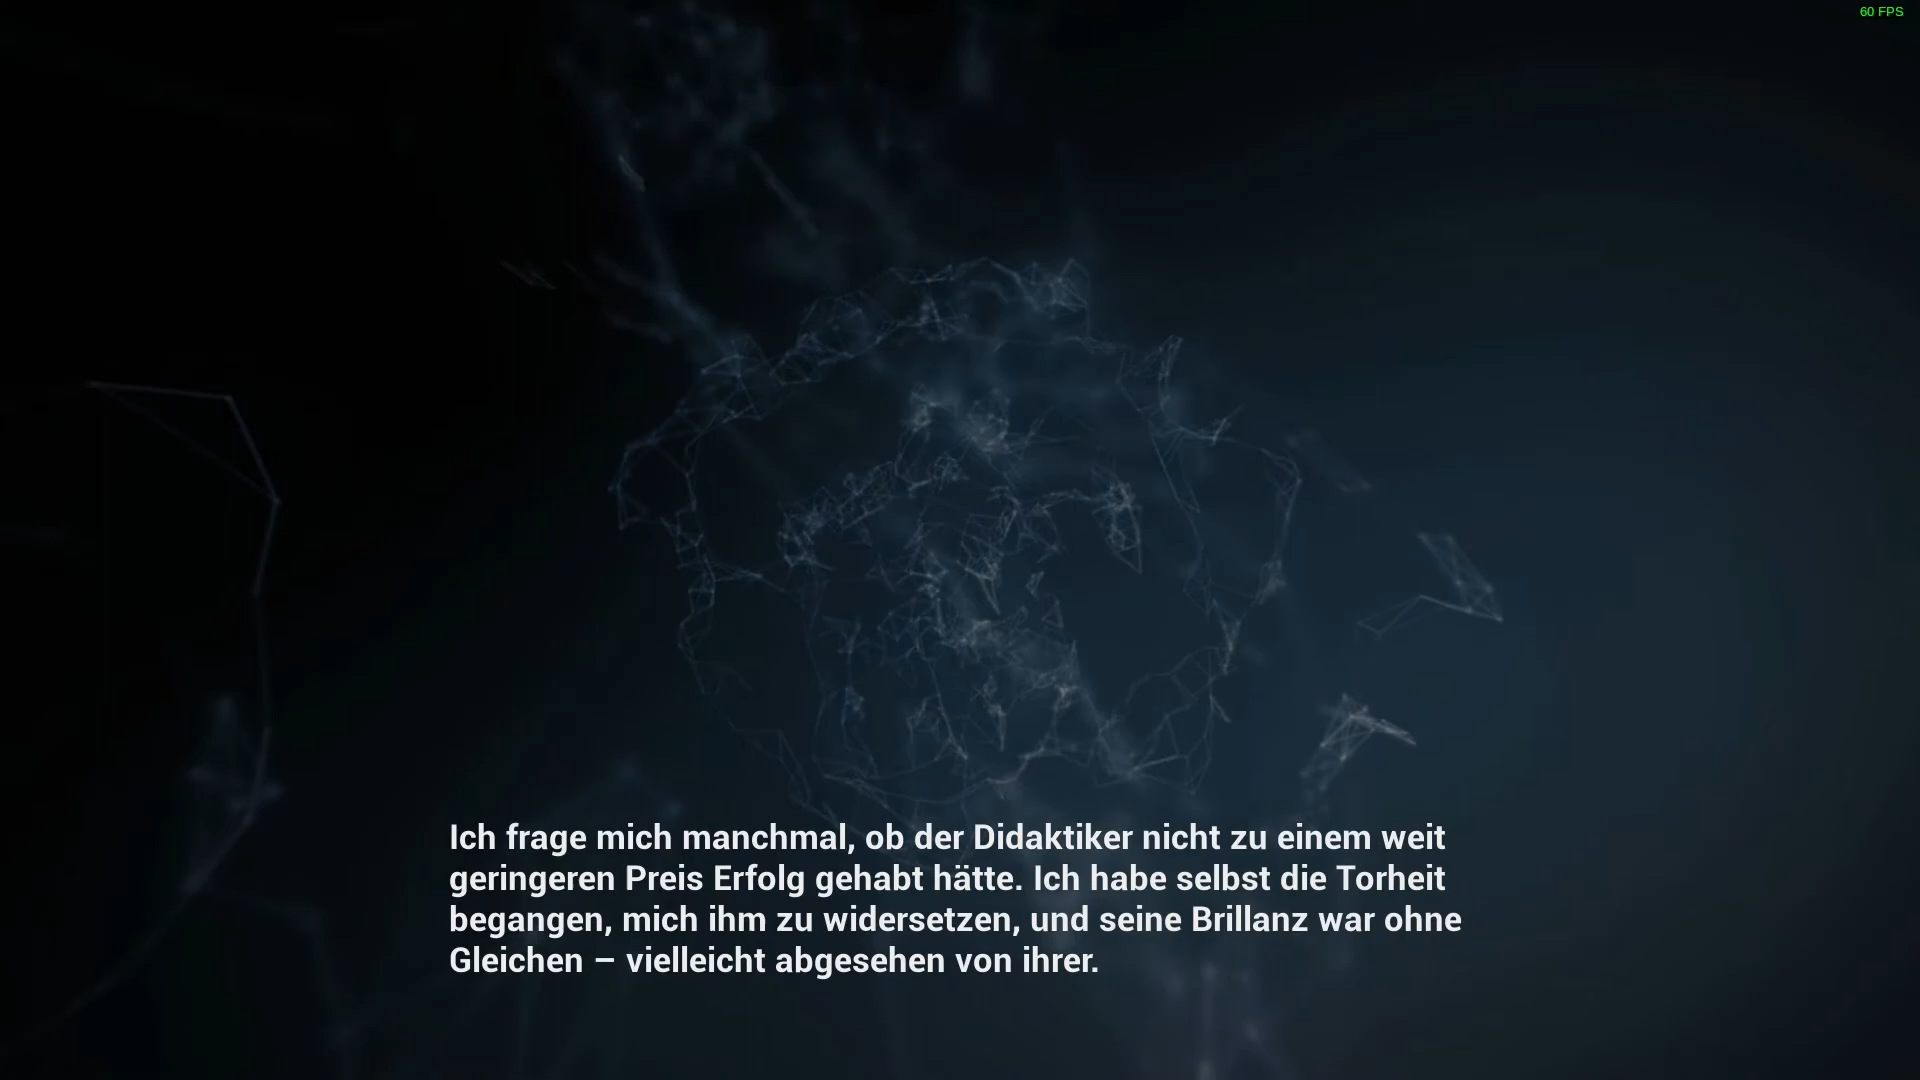 60 FPS
Ich frage mich manchmal, ob der Didaktiker nicht zu einem weit
geringeren Preis Erfolg gehabt hätte. Ich habe selbst die Torheit
begangen, mich ihm zu widersetzen, und seine Brillanz war ohne
Gleichen – vielleicht abgesehen von ihrer.